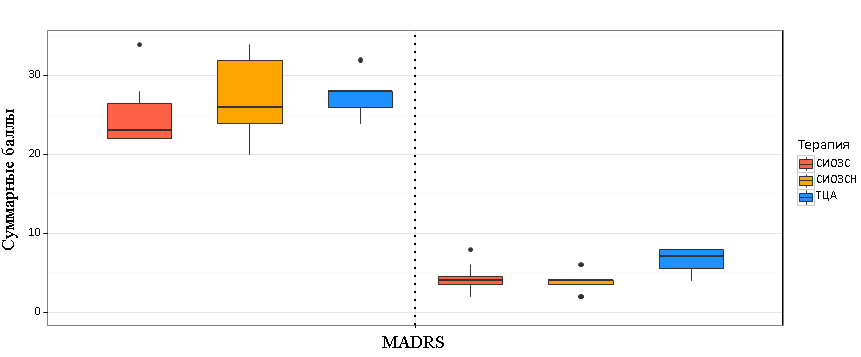 Суммарные баллы
30
20
10
0
MADRS
Терапия
СИОЗС
СИОЗСН
ТЦА